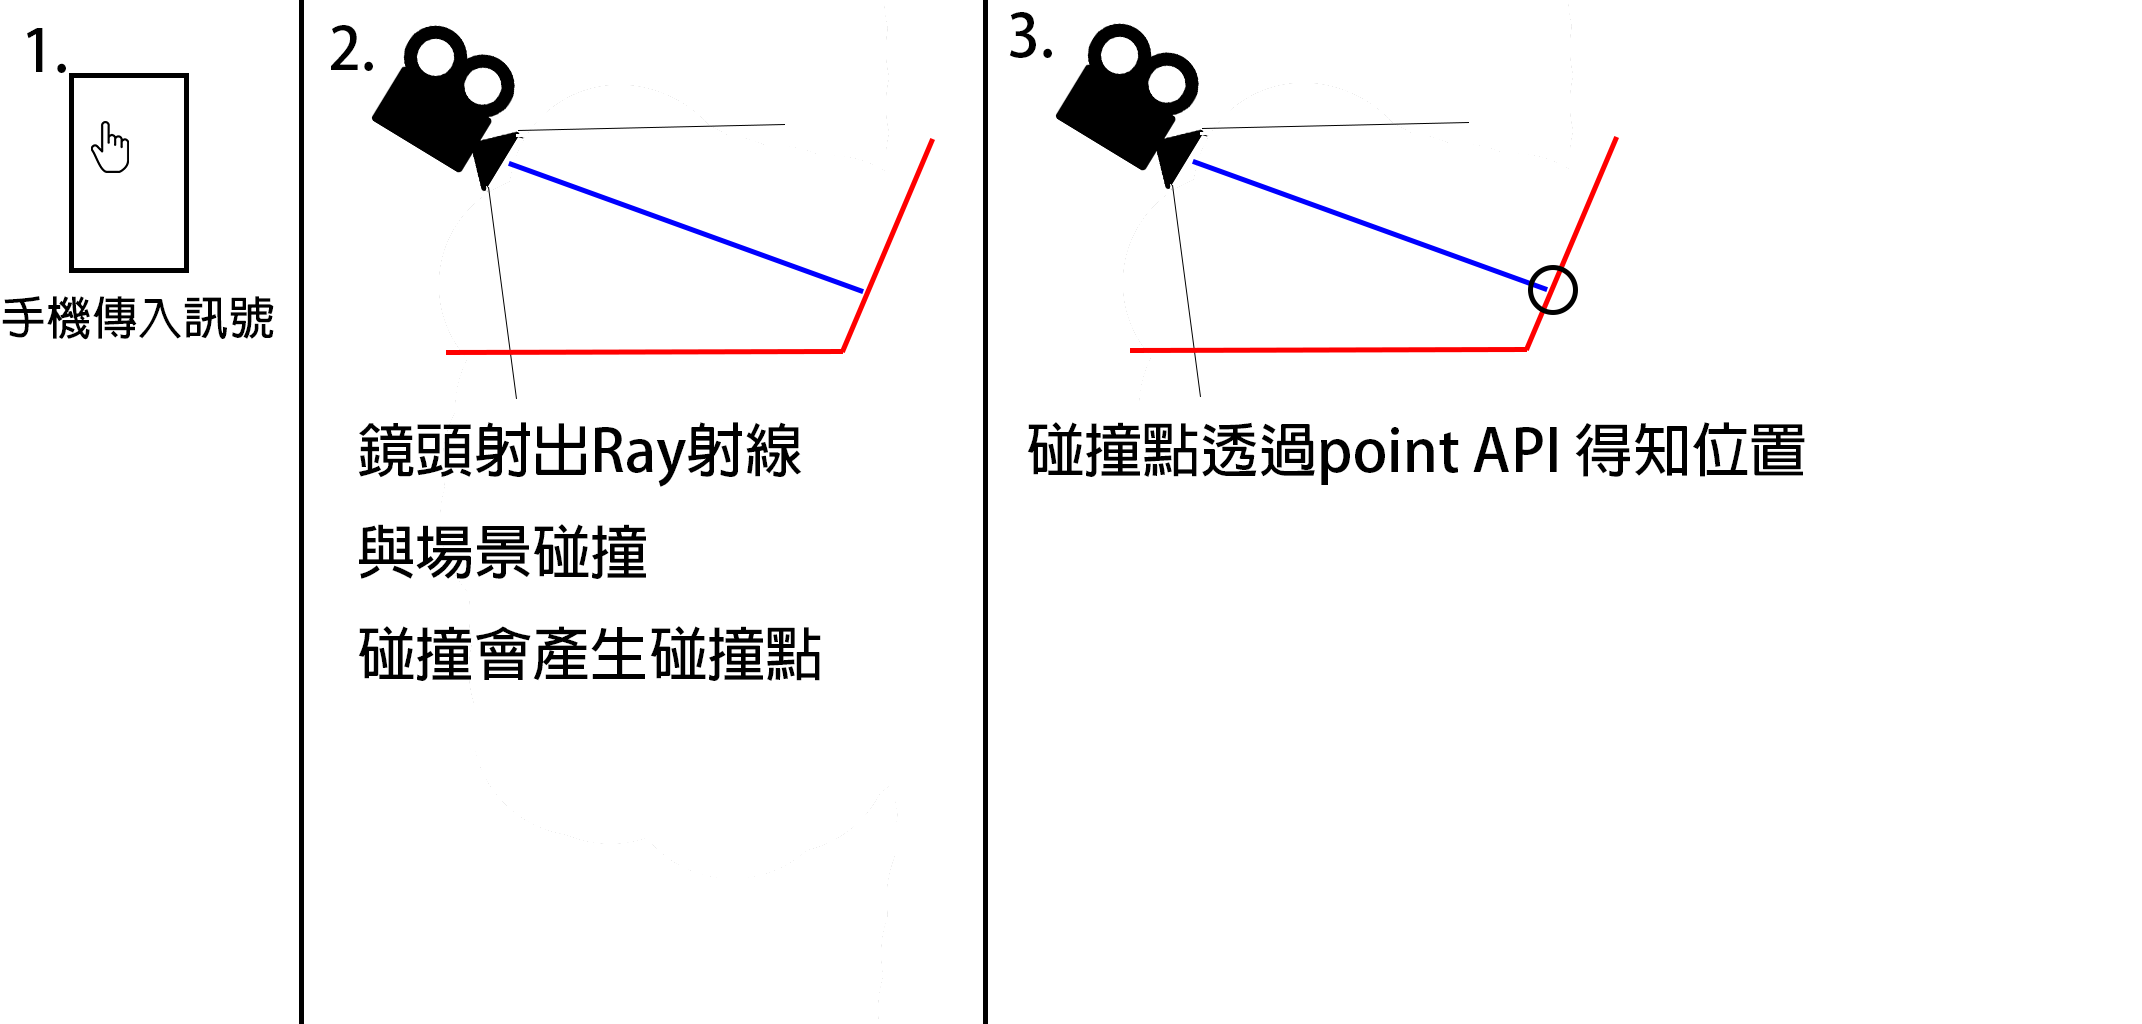 1.
手機傳入訊號
2.
鏡頭射出Ray射線
與場景碰撞
碰撞會產生碰撞點
3.
碰撞點透過point API 得知位置